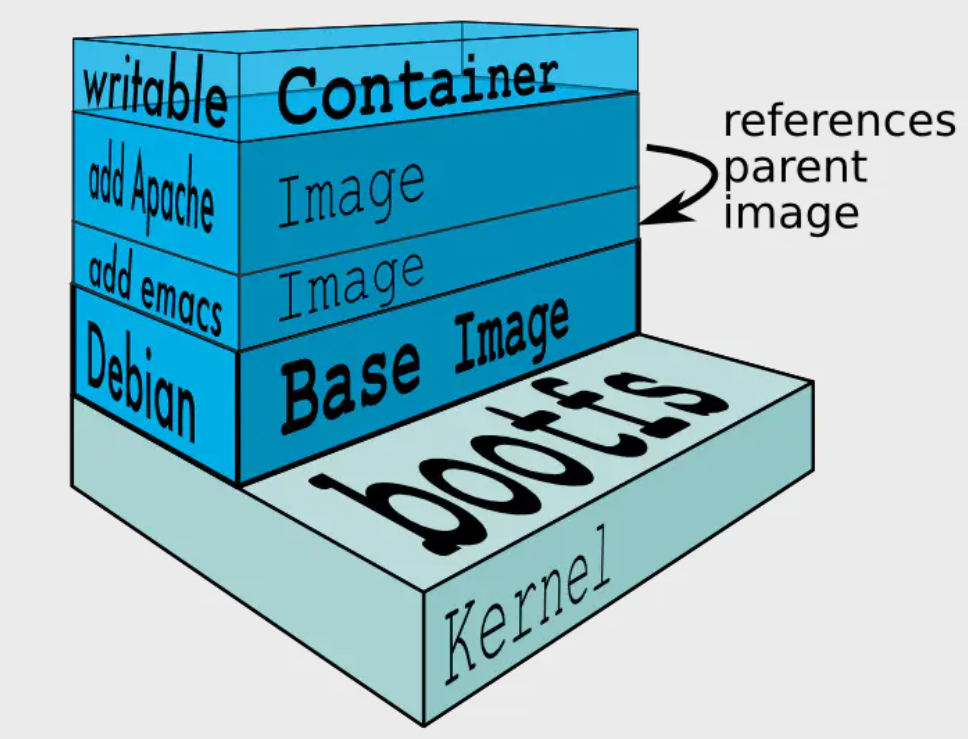 writable Container
add Apache Image
add emacs Image
Debian Base Image
bootfs
Kernel
references
parent
image